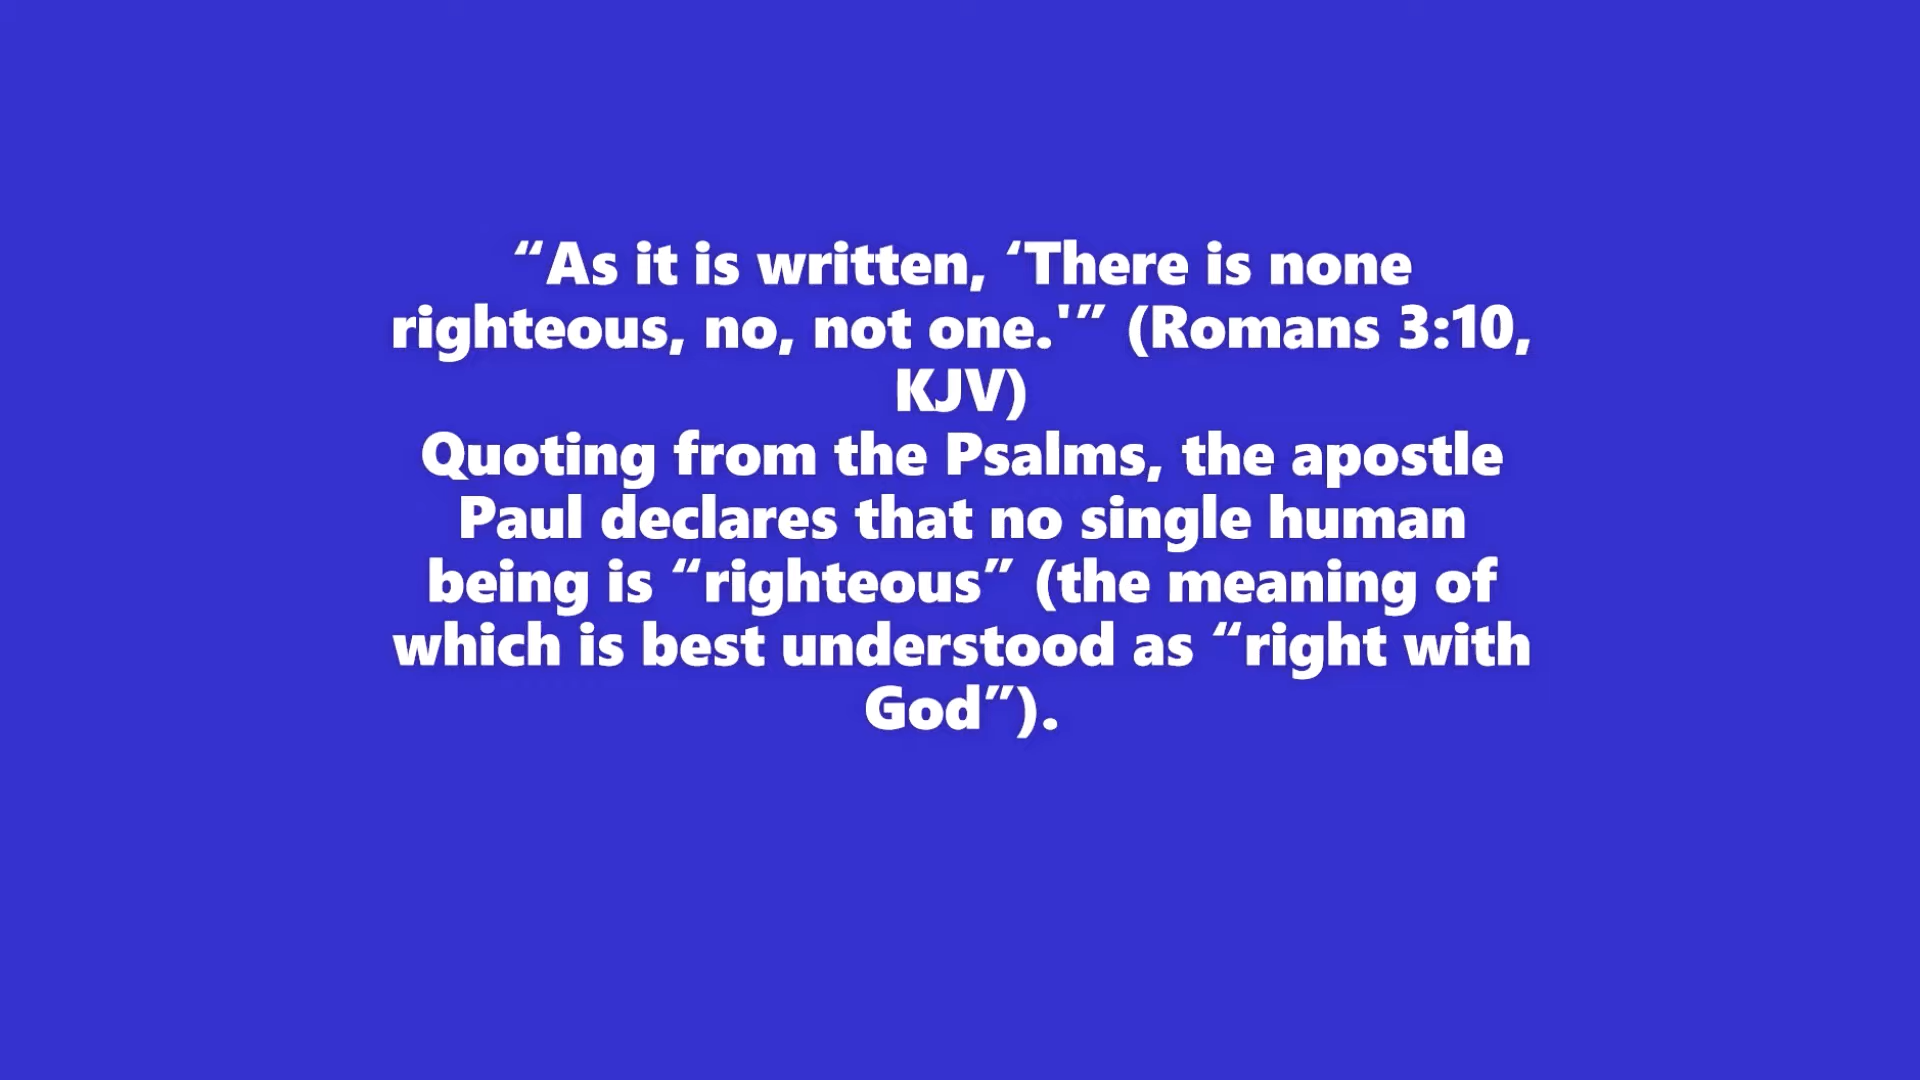 “As it is written, ‘There is none
righteous, no, not one.'” (Romans 3:10,
KJV)
Quoting from the Psalms, the apostle
Paul declares that no single human
being is “righteous” (the meaning of
which is best understood as “right with
God”).